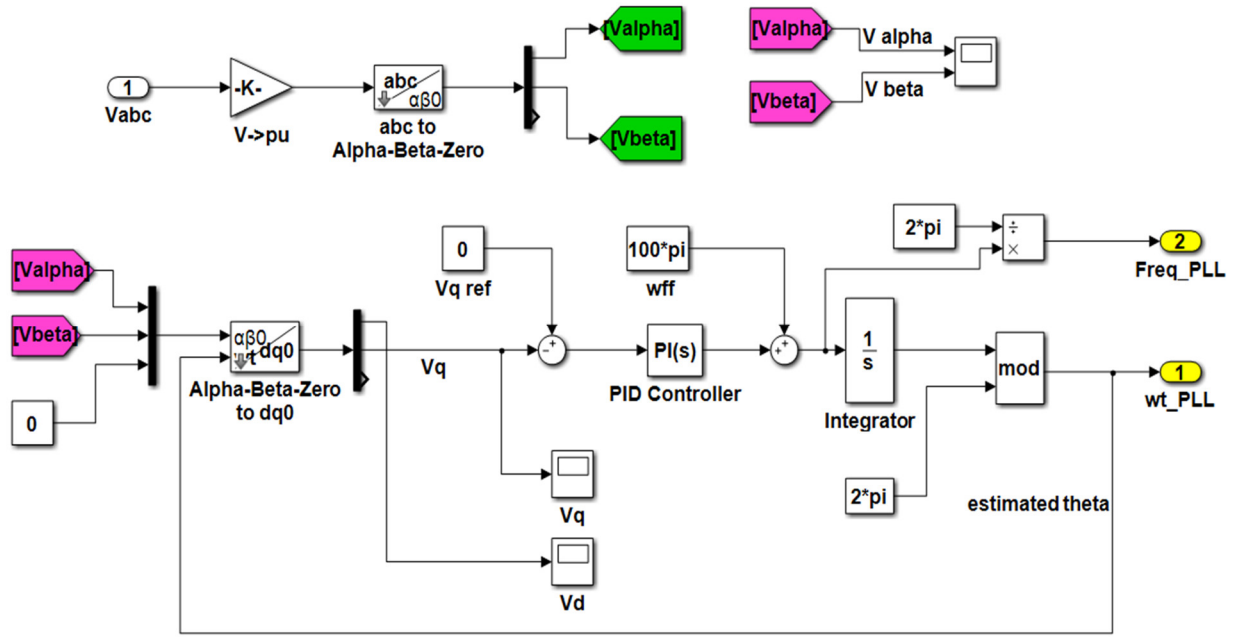 [Valpha]
[Valpha]
V alpha
1
Vabc
-K-
V->pu
abc
αβ0
abc to
Alpha-Beta-Zero
[Vbeta]
[Vbeta]
V beta
2*pi
÷
×
2
Freq_PLL
[Valpha]
0
Vq ref
100*pi
wff
[Vbeta]
αβ0
dq0
Alpha-Beta-Zero
to dq0
0
Vq
-
+
PI(s)
PID Controller
+
+
1
s
Integrator
mod
1
wt_PLL
2*pi
estimated theta
Vq
Vd